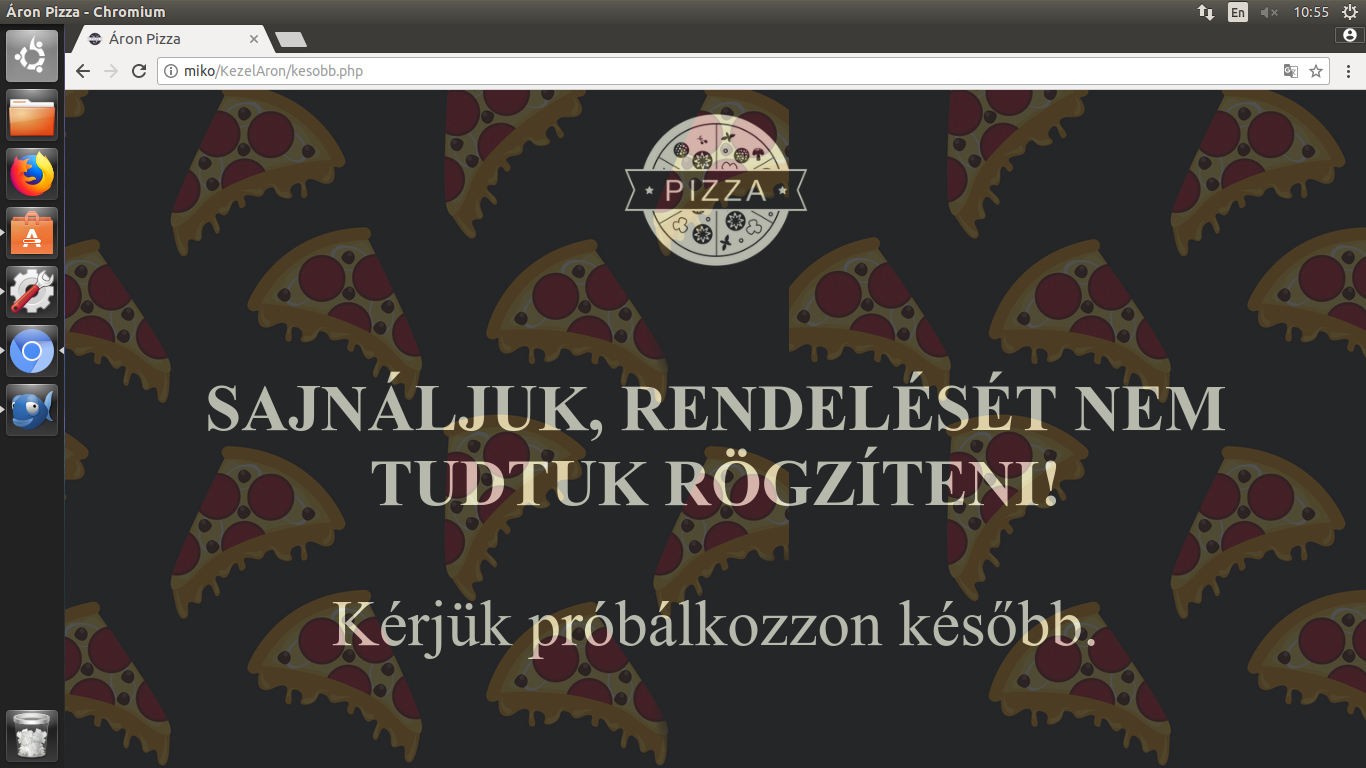 Áron Pizza - Chromium
En
10:55
Áron Pizza
miko/KezelAron/kesobb.php
PIZZA
SAJNÁLJUK, RENDELÉSÉT NEM
TUDTUK RÖGZÍTENI!
Kérjük próbálkozzon később.